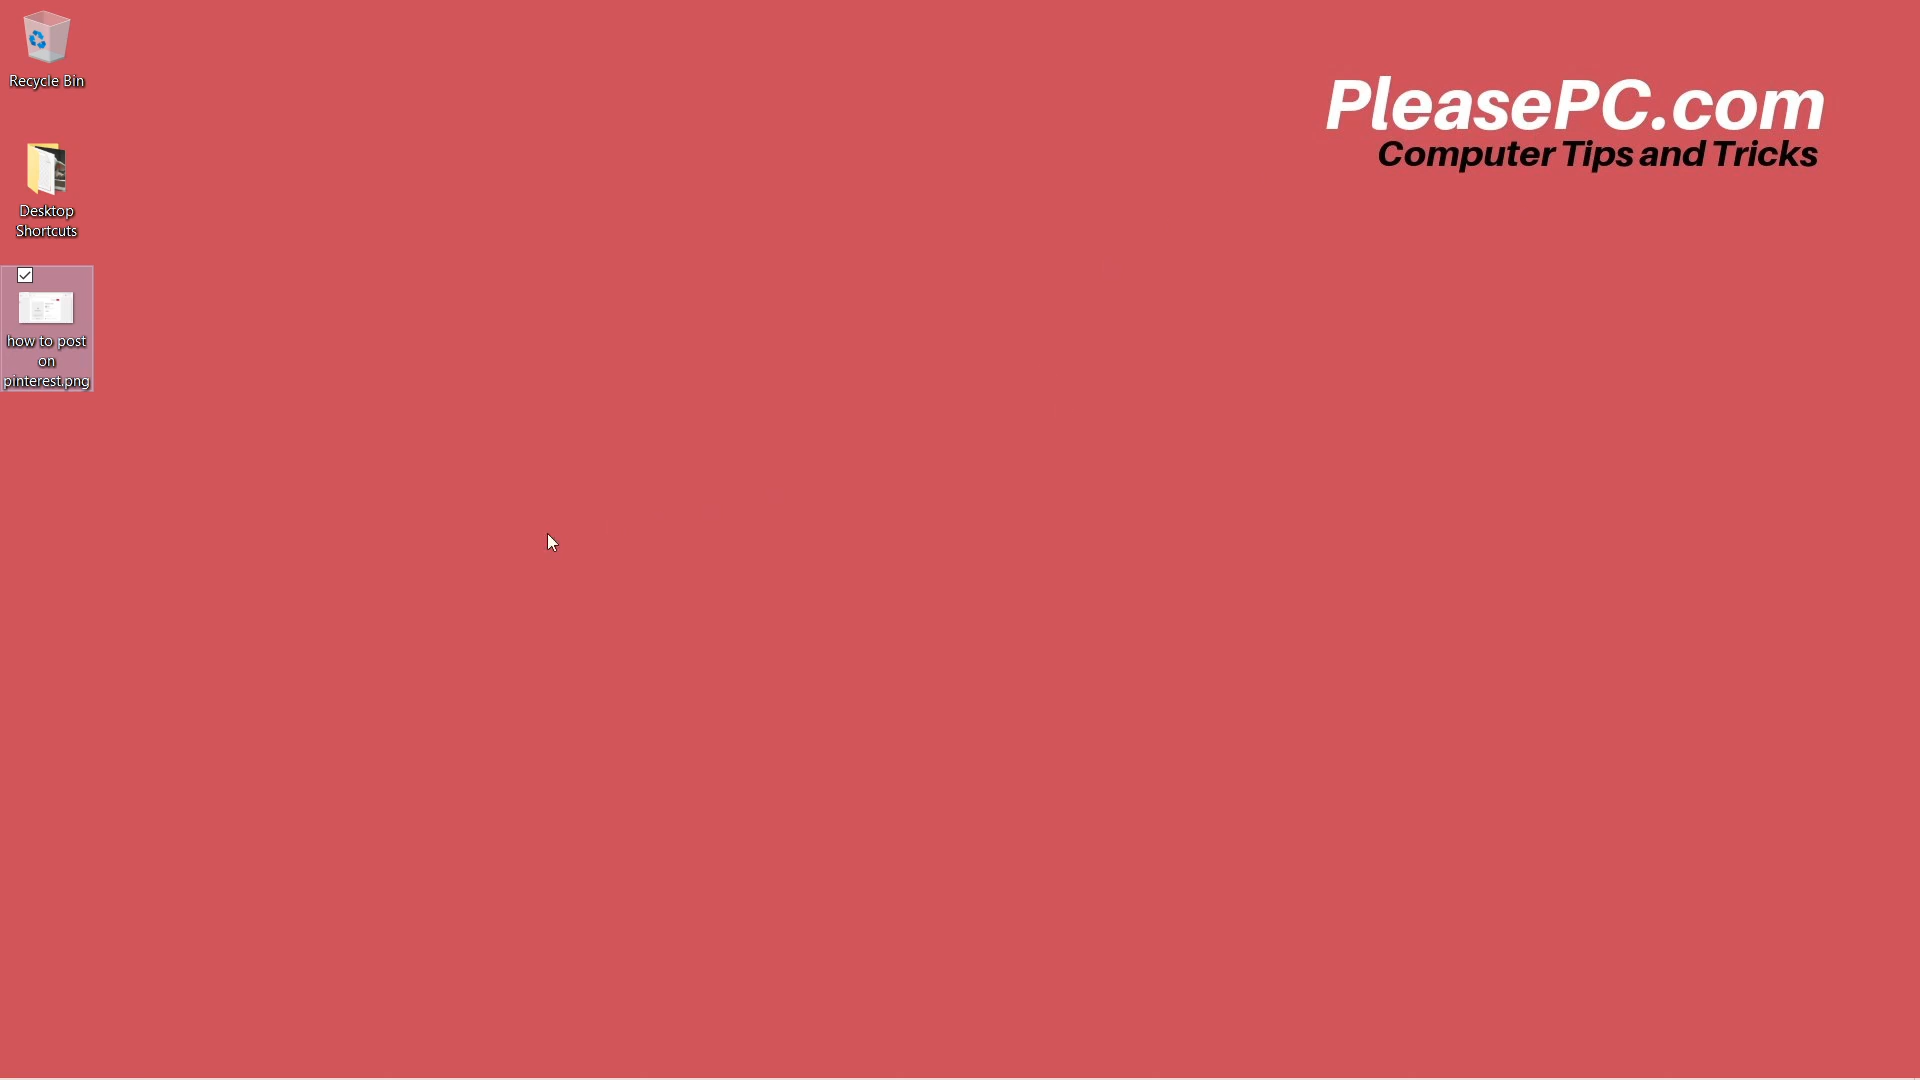 Recycle Bin
PleasePC.com
Computer Tips and Tricks
Desktop
Shortcuts
how to post
on
pinterest.png